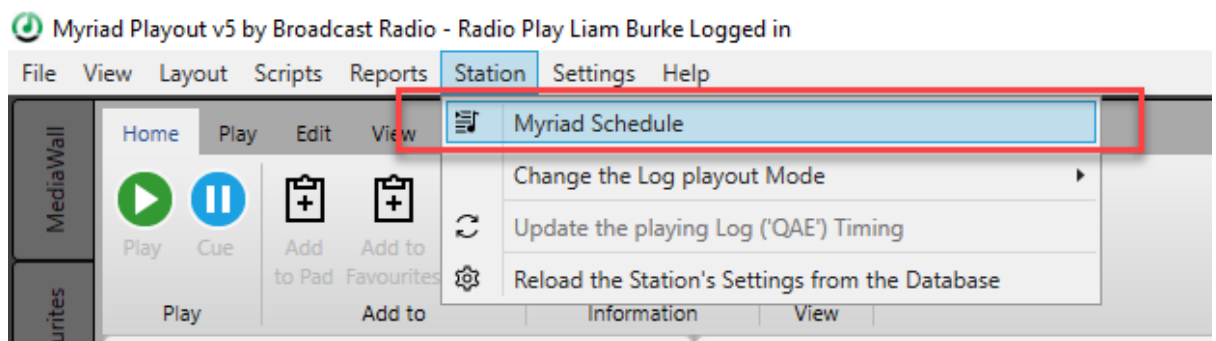 Myriad Playout v5 by Broadcast Radio - Radio Play Liam Burke Logged in
File View Layout Scripts Reports Station Settings Help
Myriad Schedule
Change the Log playout Mode
Update the playing Log ('QAE') Timing
Reload the Station's Settings from the Database
MediaWall
Home Play Edit View
Play Cue Add to Pad Add to Favourites
Play Add to Information View